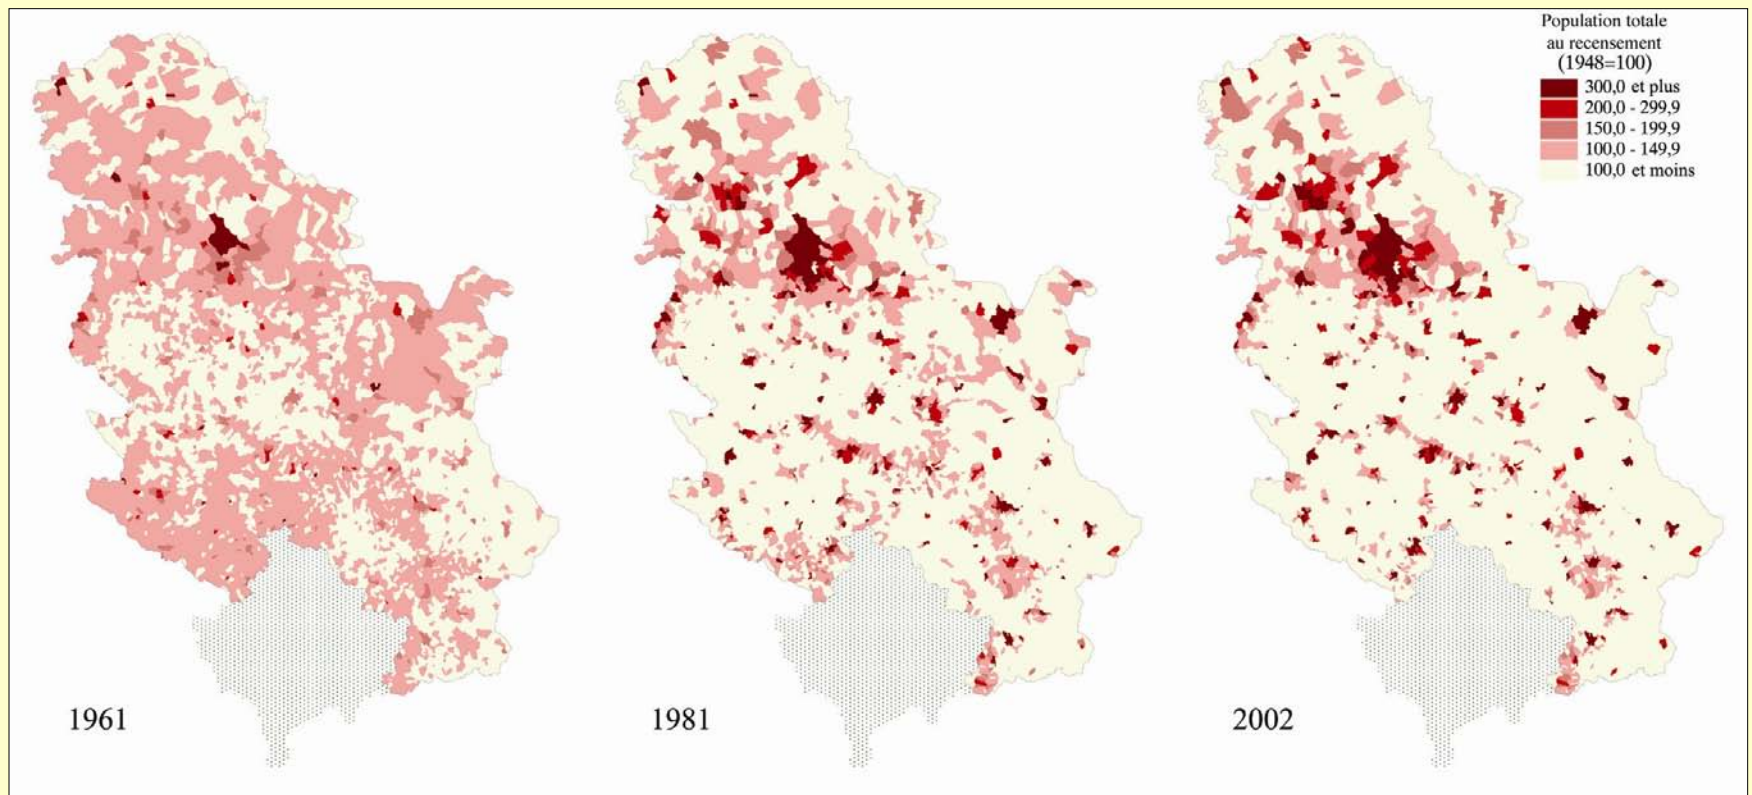 Population totale
au recensement
(1948=100)
300,0 et plus
200,0 - 299,9
150,0 - 199,9
100,0 - 149,9
100,0 et moins
1961
1981
2002